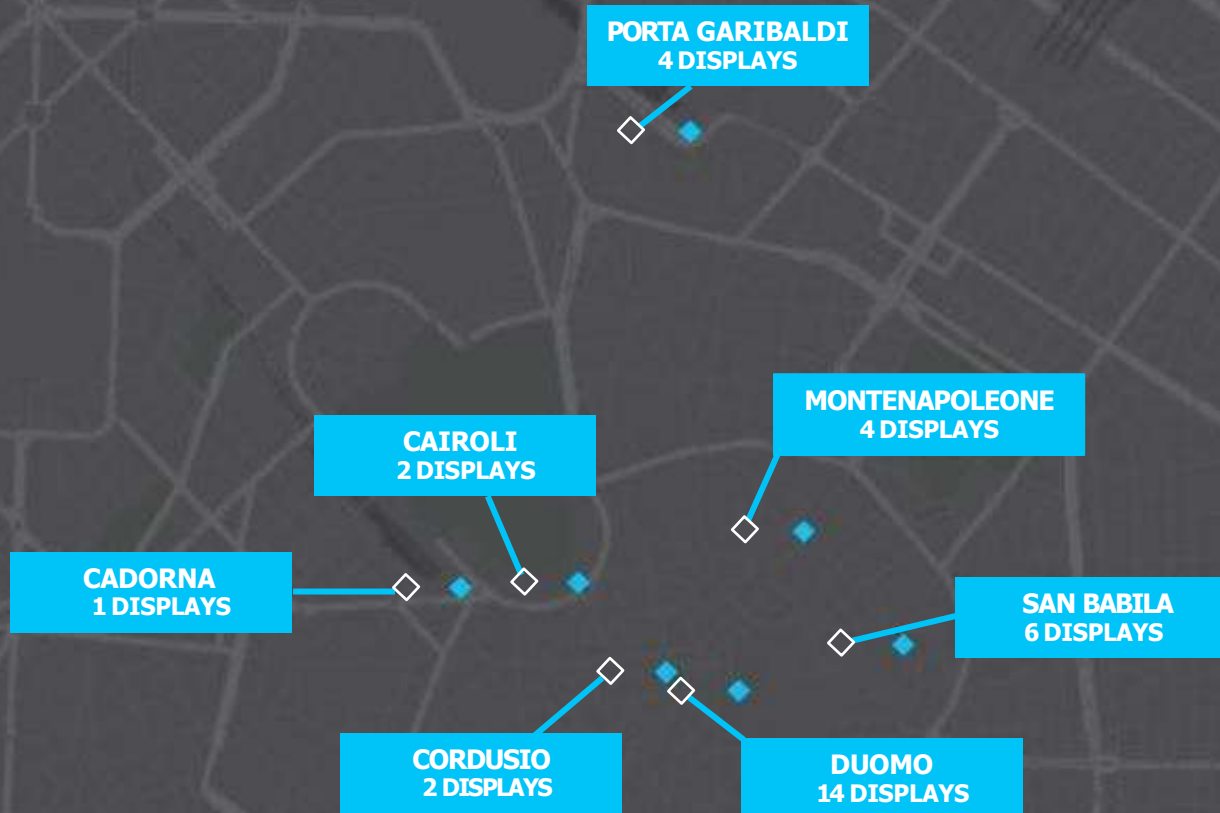 PORTA GARIBALDI
4 DISPLAYS
MONTENAPOLEONE
4 DISPLAYS
CAIROLI
2 DISPLAYS
CADORNA
1 DISPLAYS
SAN BABILA
6 DISPLAYS
CORDUSIO
2 DISPLAYS
DUOMO
14 DISPLAYS